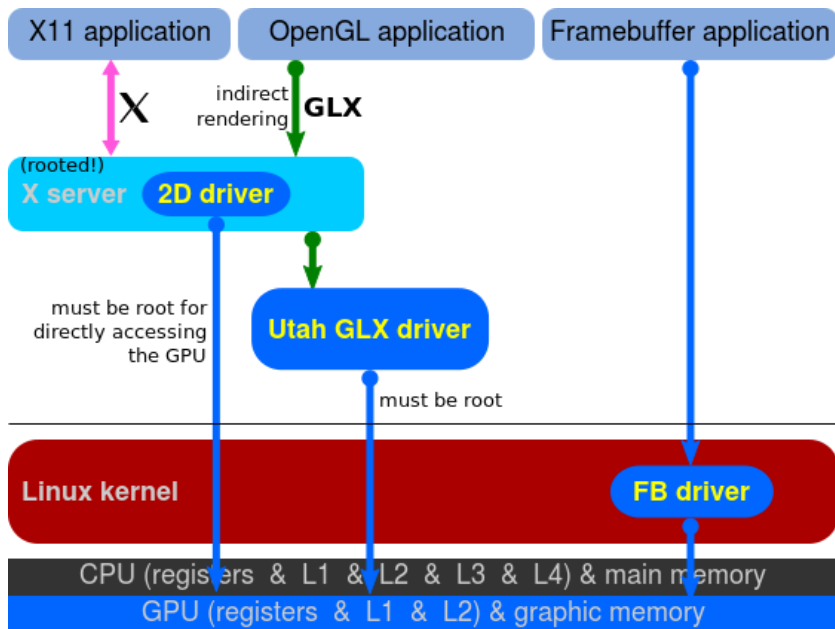 X11 application
OpenGL application
Framebuffer application
X
indirect
rendering
GLX
(rooted!)
X server
2D driver
must be root for
directly accessing
the GPU
Utah GLX driver
must be root
Linux kernel
FB driver
CPU (registers & L1 & L2 & L3 & L4) & main memory
GPU (registers & L1 & L2) & graphic memory